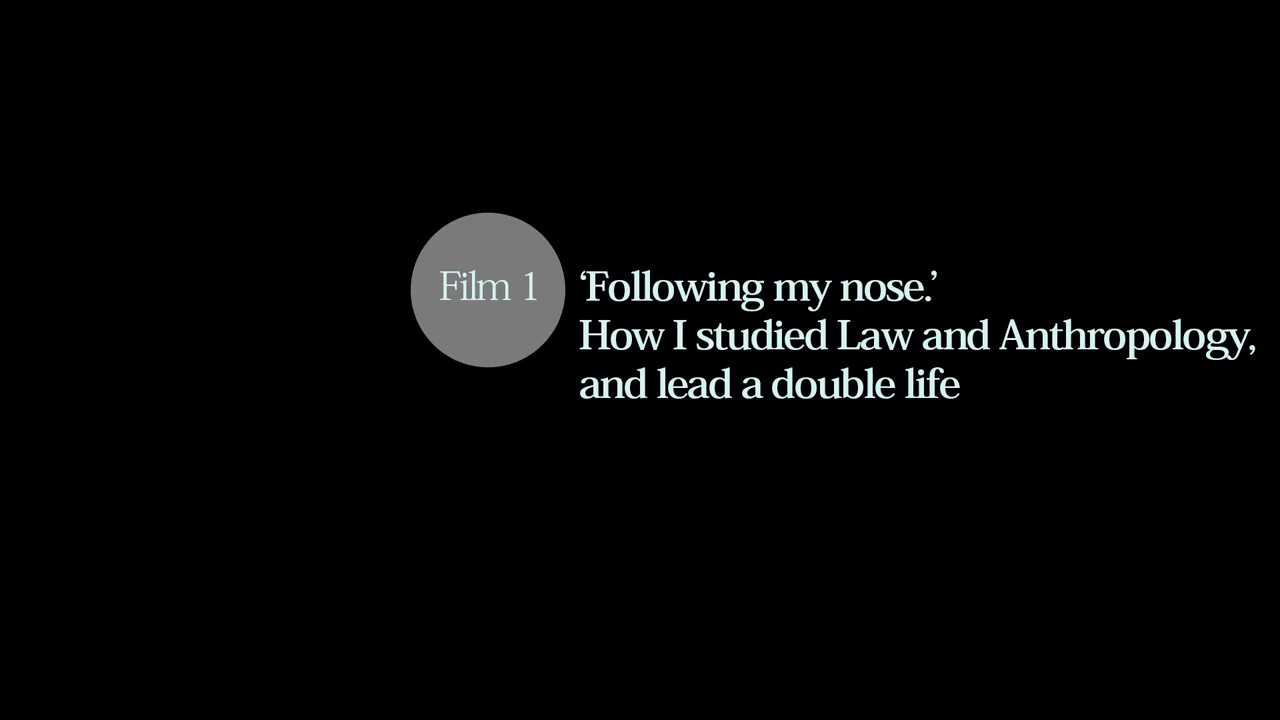 Film 1
‘Following my nose.’
How I studied Law and Anthropology,
and lead a double life